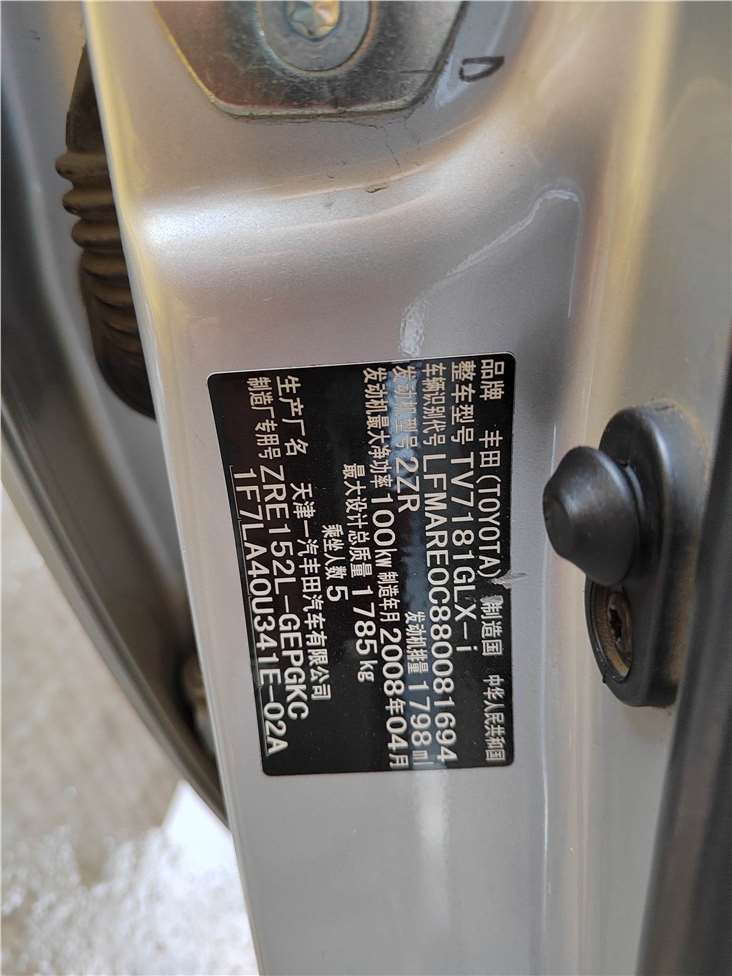 品牌 丰田(TOYOTA) 制造国 中华人民共和国
整车型号 TV7181GLX-i
车辆识别代号 LFMARE0C880081694
发动机型号 2ZR 发动机排量 1798ml
发动机最大净功率 100kw 制造年月 2008年04月
最大设计总质量 1785kg
乘坐人数 5
生产厂名 天津一汽丰田汽车有限公司
制造厂专用号 ZRE152L-GEPGKC
1F7LA40U341E-02A